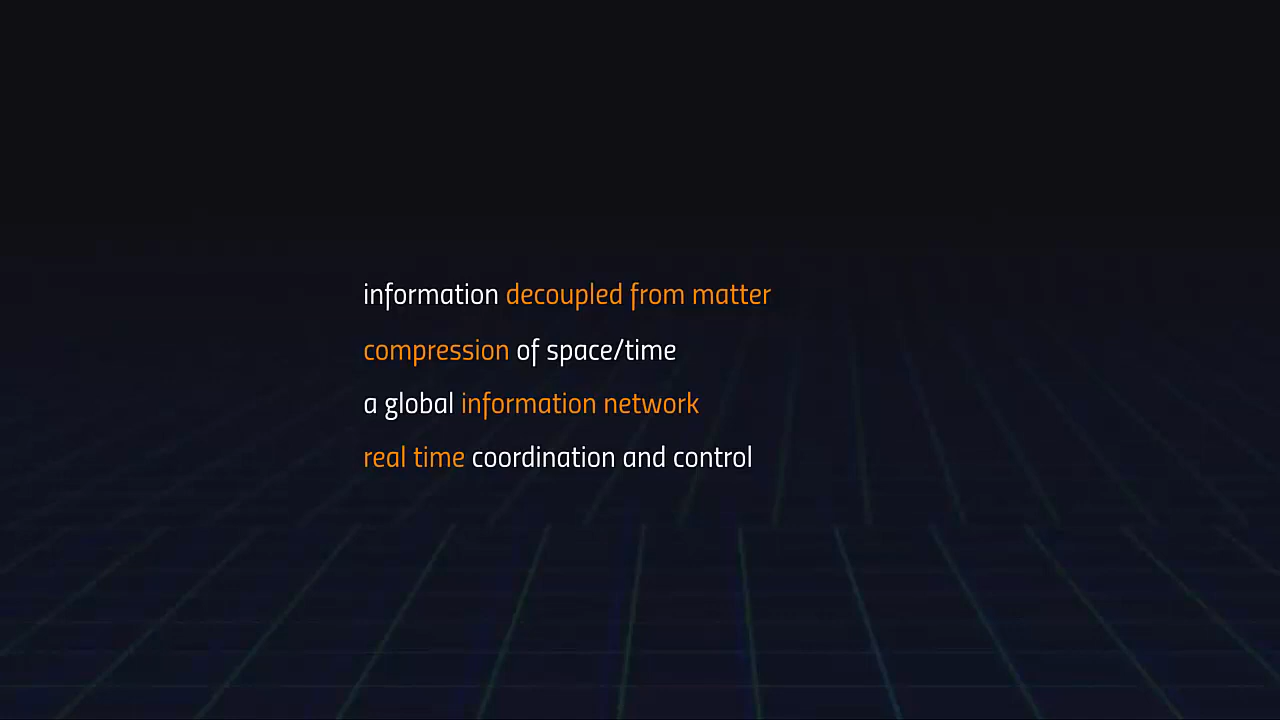 information decoupled from matter
compression of space/time
a global information network
real time coordination and control